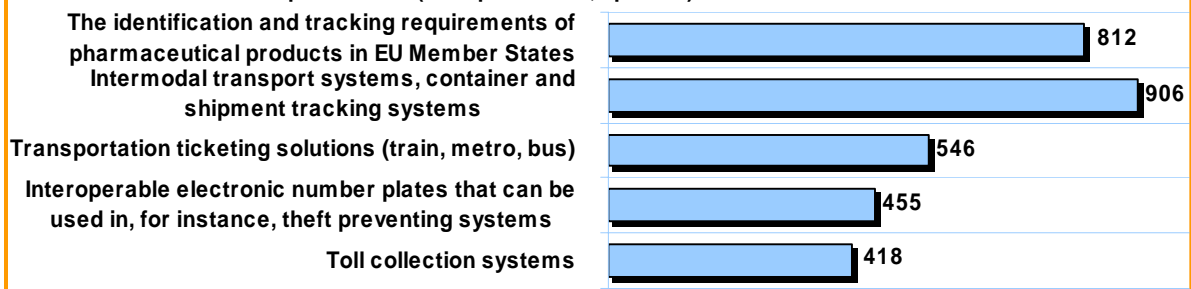 The identification and tracking requirements of
pharmaceutical products in EU Member States
812
Intermodal transport systems, container and
shipment tracking systems
906
Transportation ticketing solutions (train, metro, bus)
546
Interoperable electronic number plates that can be
used in, for instance, theft preventing systems
455
Toll collection systems
418